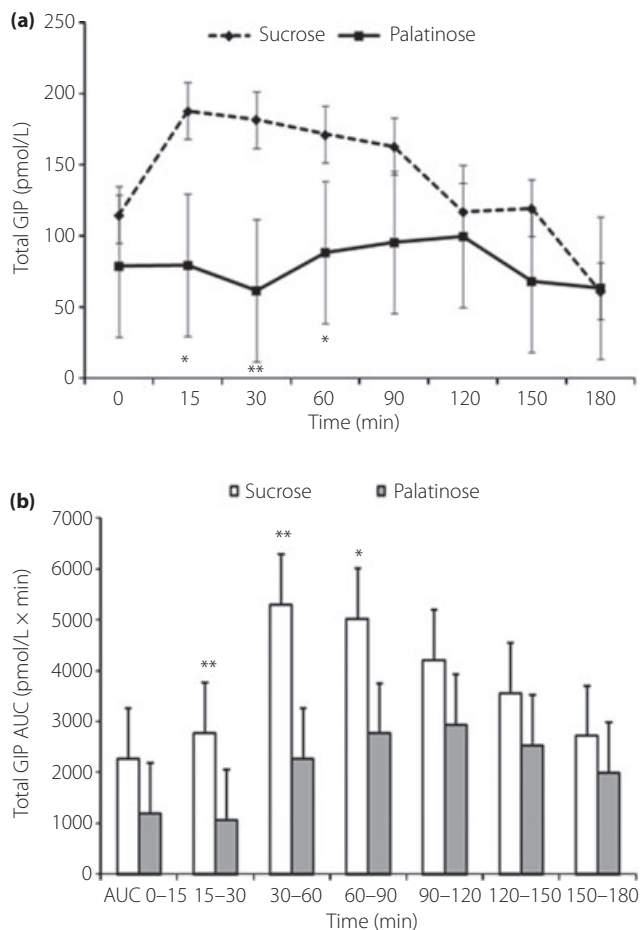 (a)
250
200
150
100
50
0
Total GIP (pmol/L)
Sucrose Palatinose
* ** *
0 15 30 60 90 120 150 180
Time (min)
(b)
Sucrose Palatinose
7000
6000
5000
4000
3000
2000
1000
0
Total GIP AUC (pmol/L × min)
** ** *
AUC 0–15 15–30 30–60 60–90 90–120 120–150 150–180
Time (min)